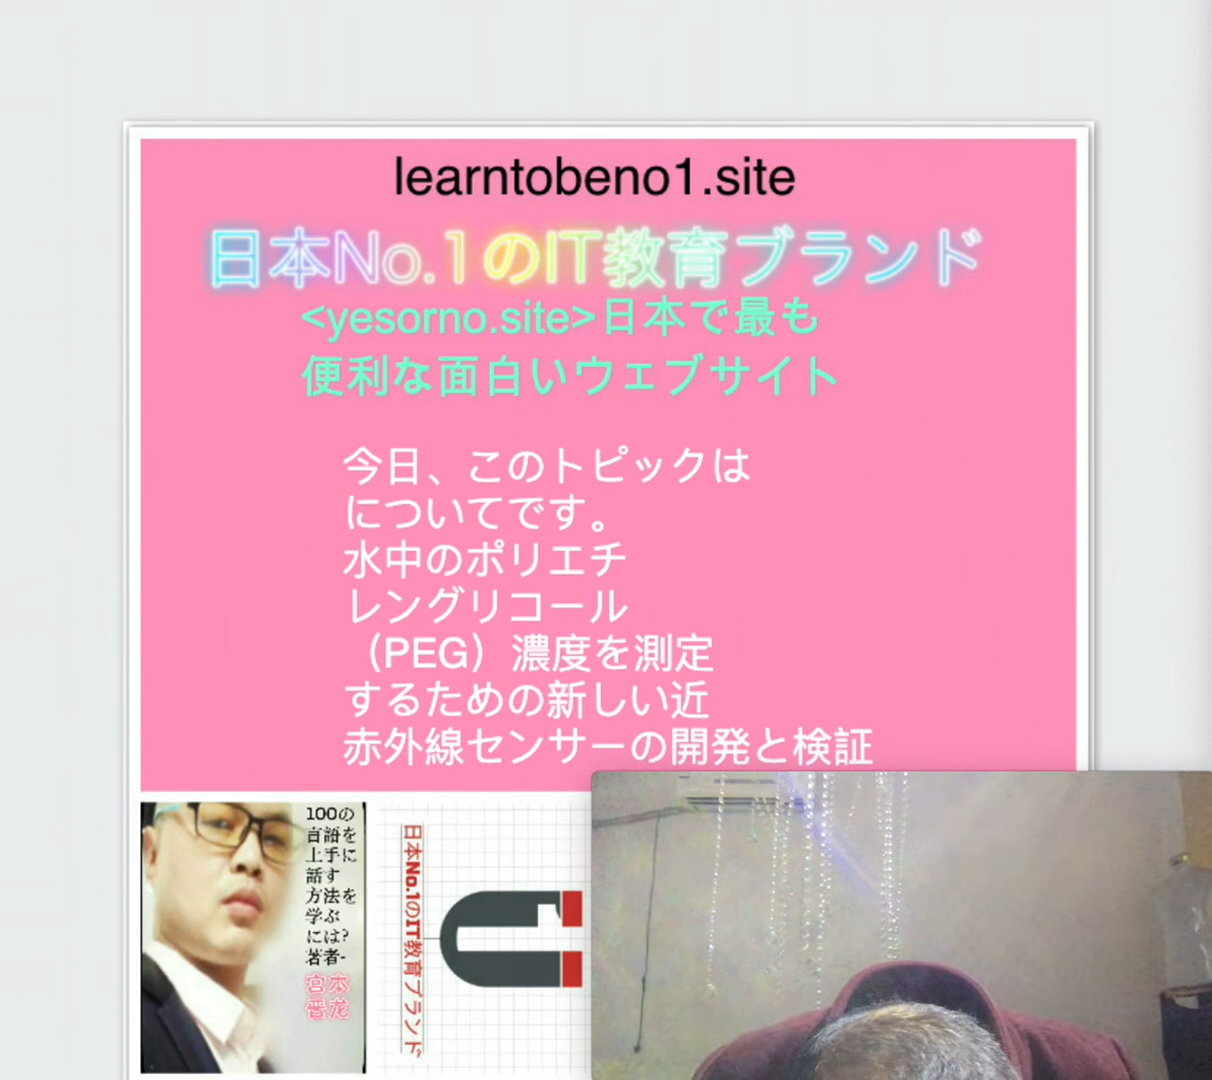 learntobeno1.site
日本No.1のIT教育ブランド
<yesorno.site>日本で最も
便利な面白いウェブサイト
今日、このトピックは
についてです。
水中のポリエチ
レングリコール
（PEG）濃度を測定
するための新しい近
赤外線センサーの開発と検証
100の
言語を
上手に
話す
方法を
学ぶ
には?
著者-
宮本
晋龙
日本No.1のIT教育ブランド